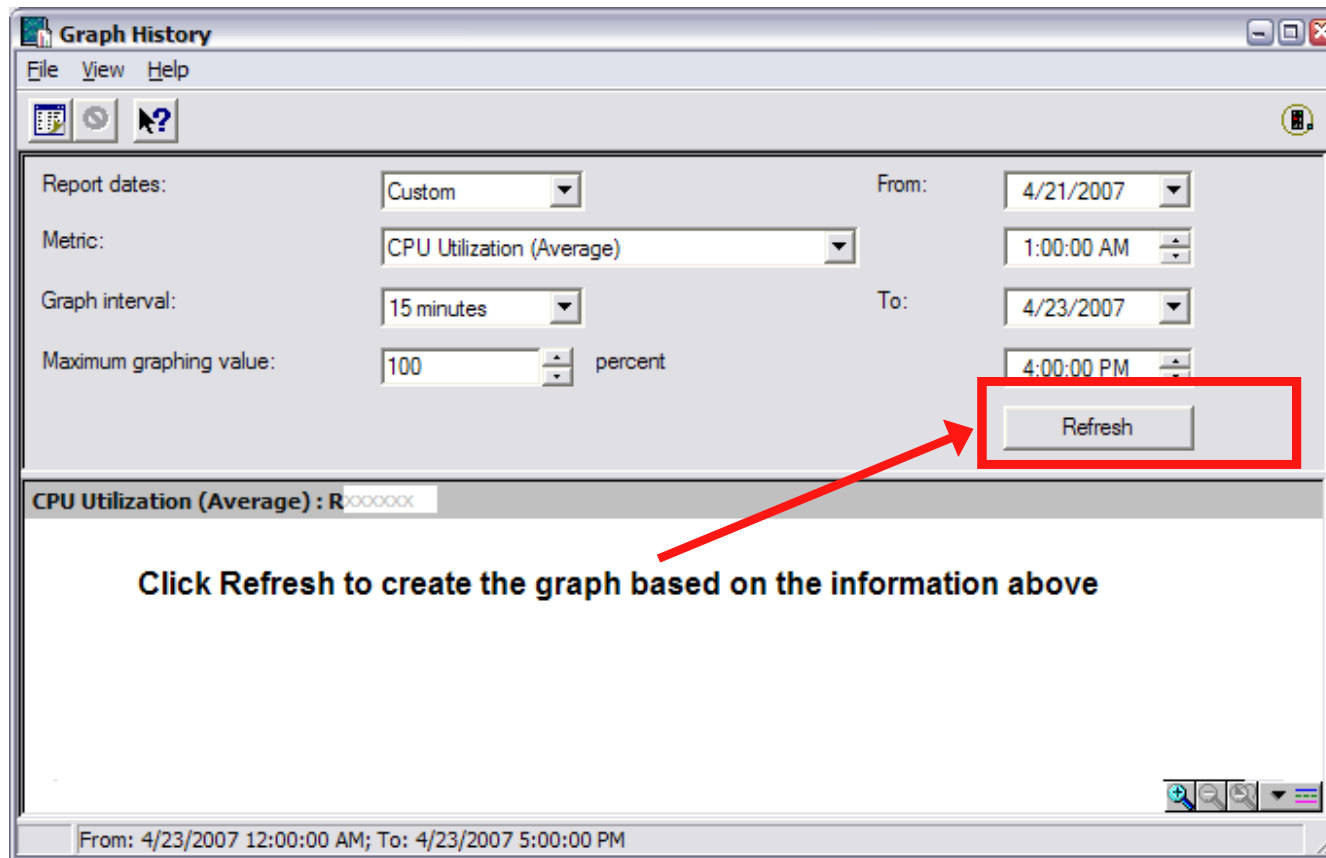 Graph History
File View Help
Report dates: Custom From: 4/21/2007
Metric: CPU Utilization (Average) 1:00:00 AM
Graph interval: 15 minutes To: 4/23/2007
Maximum graphing value: 100 percent 4:00:00 PM
Refresh
CPU Utilization (Average) : Rxxxxxx
Click Refresh to create the graph based on the information above
From: 4/23/2007 12:00:00 AM; To: 4/23/2007 5:00:00 PM